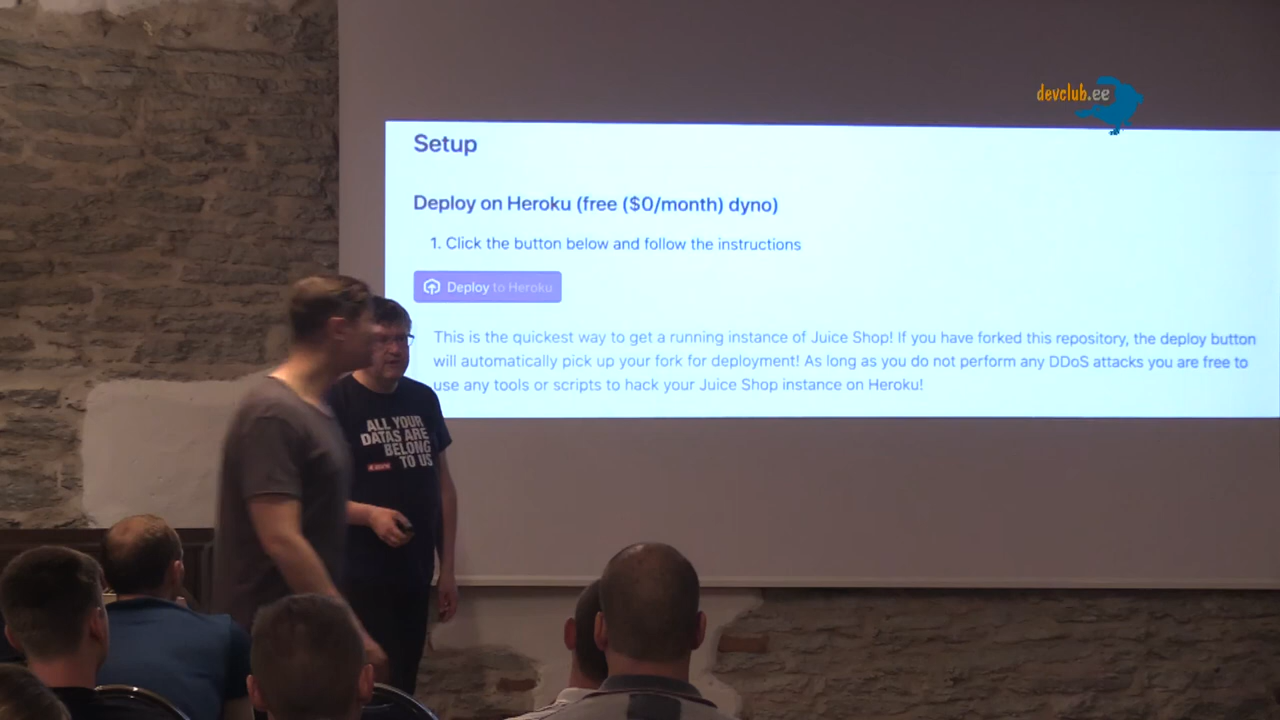 devclub.ee
Setup
Deploy on Heroku (free ($0/month) dyno)
1. Click the button below and follow the instructions
Deploy to Heroku
This is the quickest way to get a running instance of Juice Shop! If you have forked this repository, the deploy button
will automatically pick up your fork for deployment! As long as you do not perform any DDoS attacks you are free to
use any tools or scripts to hack your Juice Shop instance on Heroku!
ALL YOUR
DATAS ARE
BELONG
TO US